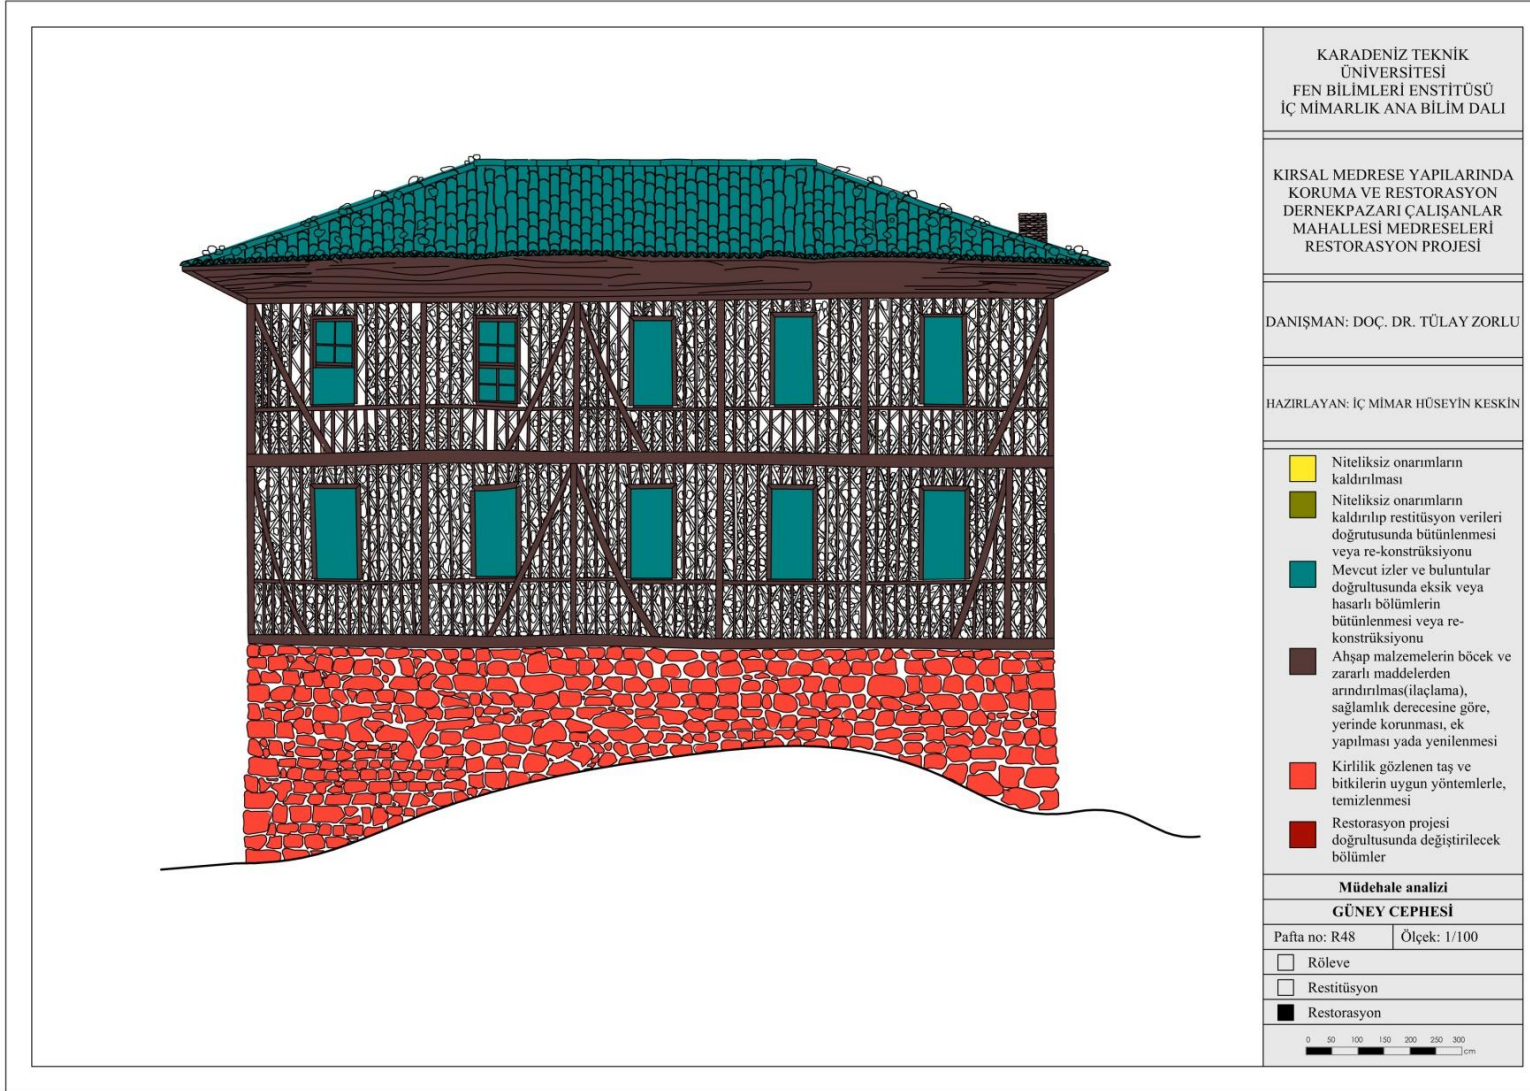 KARADENİZ TEKNİK
ÜNİVERSİTESİ
FEN BİLİMLERİ ENSTİTÜSÜ
İÇ MİMARLIK ANA BİLİM DALI
KIRSAL MEDRESE YAPILARINDA
KORUMA VE RESTORASYON
DERNEKPAZARI ÇALIŞANLAR
MAHALLESİ MEDRESELERİ
RESTORASYON PROJESİ
DANIŞMAN: DOÇ. DR. TÜLAY ZORLU
HAZIRLAYAN: İÇ MİMAR HÜSEYİN KESKİN
Niteliksiz onarımların
kaldırılması
Niteliksiz onarımların
kaldırılıp restitüsyon verileri
doğrutusunda bütünlenmesi
veya re-konstrüksiyonu
Mevcut izler ve buluntular
doğrultusunda eksik veya
hasarlı bölümlerin
bütünlenmesi veya re-
konstrüksiyonu
Ahşap malzemelerin böcek ve
zararlı maddelerden
arındırılmas(ilaçlama),
sağlamlık derecesine göre,
yerinde korunması, ek
yapılması yada yenilenmesi
Kirlilik gözlenen taş ve
bitkilerin uygun yöntemlerle,
temizlenmesi
Restorasyon projesi
doğrultusunda değiştirilecek
bölümler
Müdehale analizi
GÜNEY CEPHESİ
Pafta no: R48 Ölçek: 1/100
Röleve
Restitüsyon
Restorasyon
0 50 100 150 200 250 300
cm